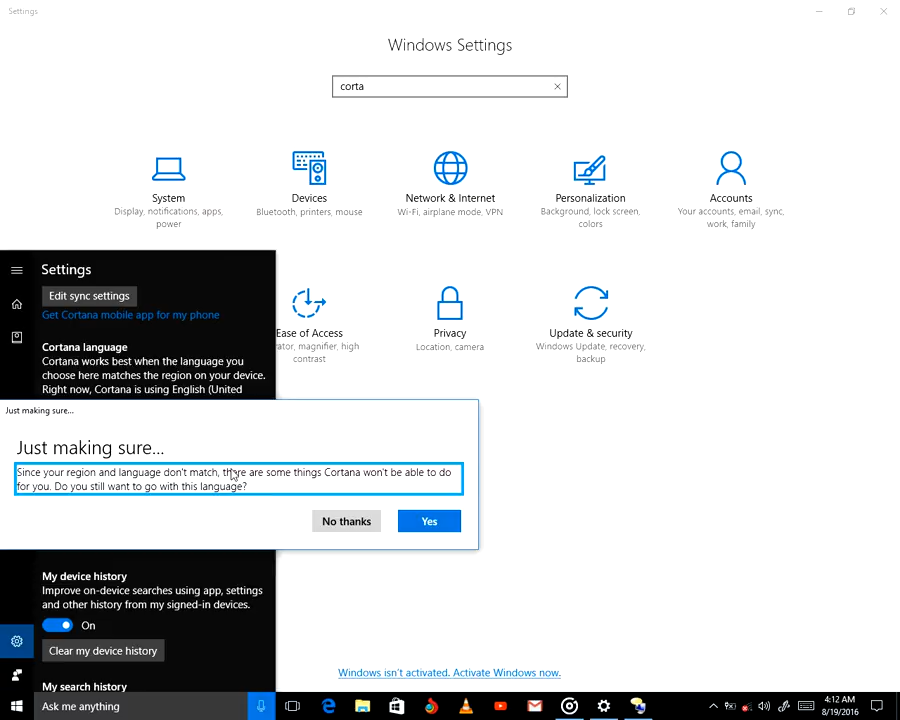 Settings
Windows Settings
corta
System
Display, notifications, apps,
power
Devices
Bluetooth, printers, mouse
Network & Internet
Wi-Fi, airplane mode, VPN
Personalization
Background, lock screen,
colors
Accounts
Your accounts, email, sync,
work, family
Ease of Access
magnifier, high
contrast
Privacy
Location, camera
Update & security
Windows Update, recovery,
backup
Settings
Edit sync settings
Get Cortana mobile app for my phone
Cortana language
Cortana works best when the language you
choose here matches the region on your device.
Right now, Cortana is using English (United
Just making sure...
Just making sure...
Since your region and language don't match, there are some things Cortana won't be able to do
for you. Do you still want to go with this language?
No thanks
Yes
My device history
Improve on-device searches using app, settings
and other history from my signed-in devices.
On
Clear my device history
My search history
Windows isn't activated. Activate Windows now.
Ask me anything
4:12 AM
8/19/2016